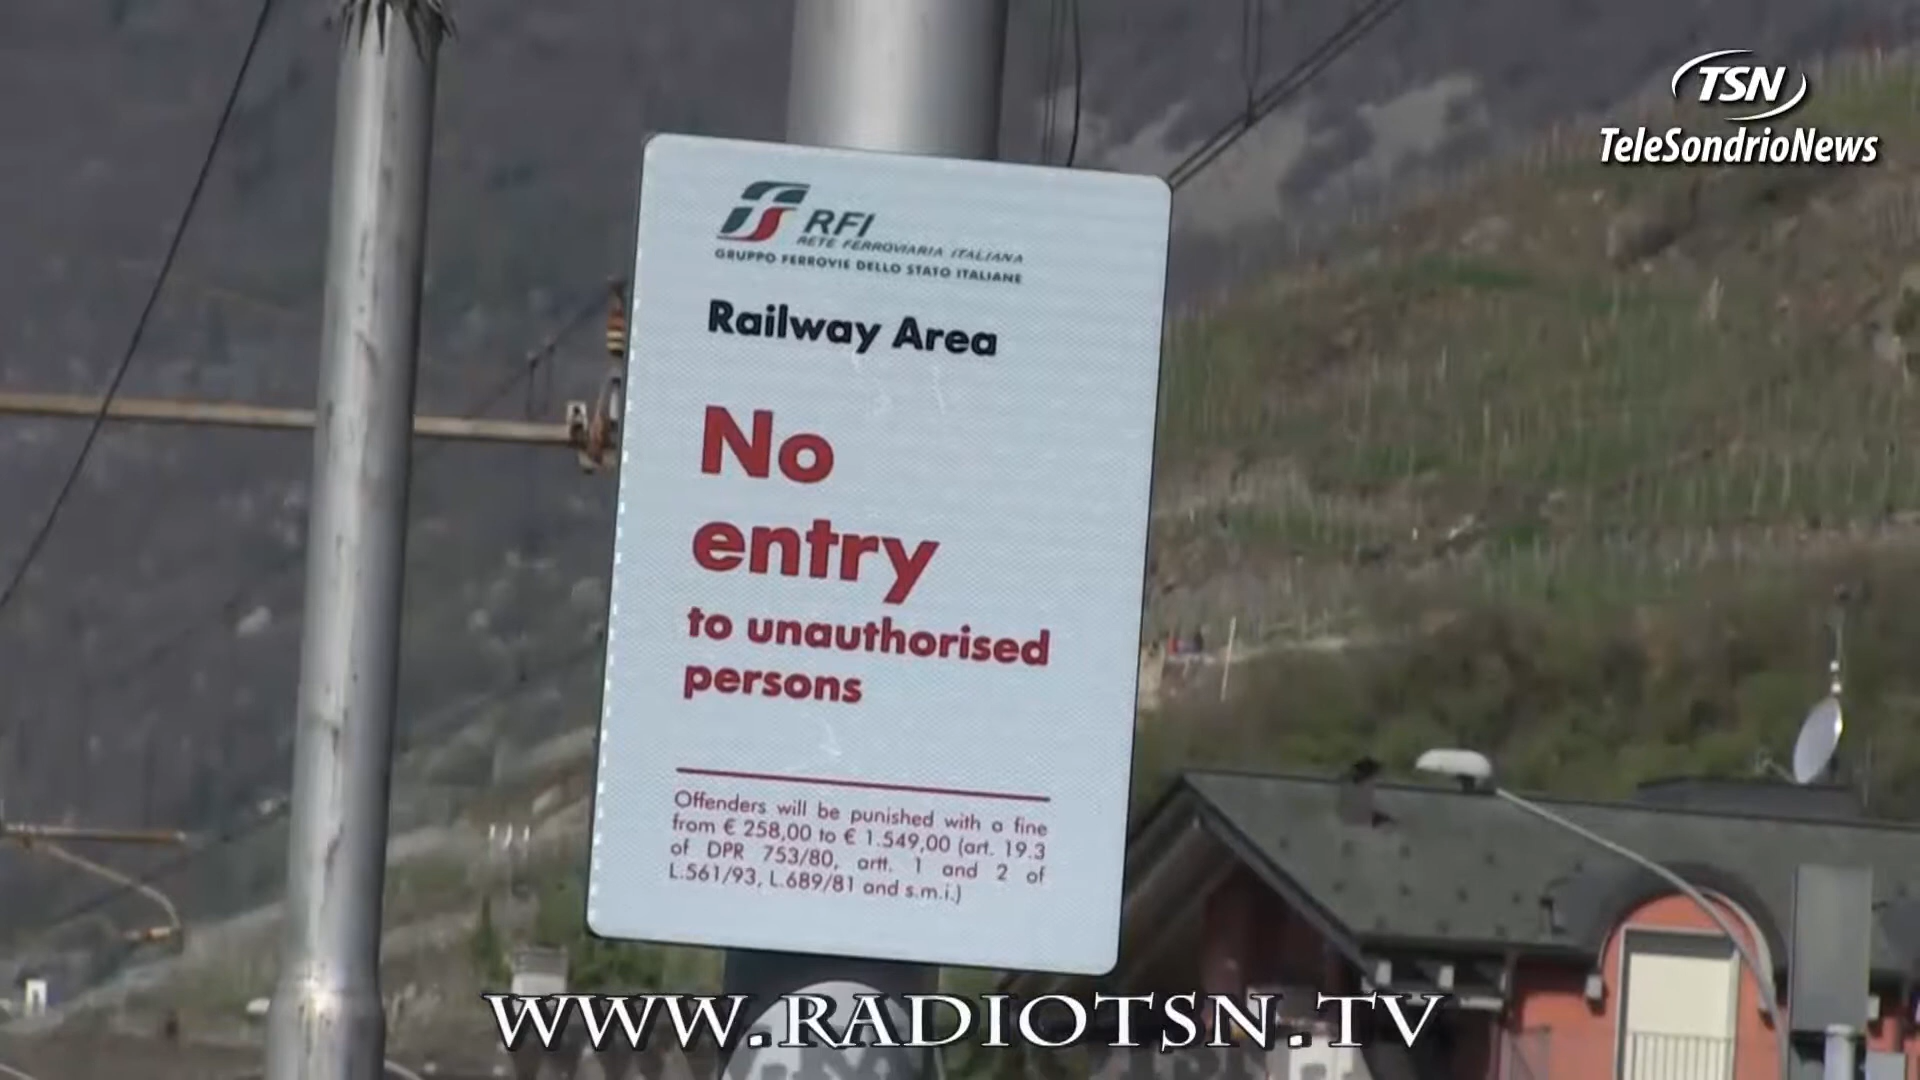 TSN
TeleSondrioNews
RFI
RETE FERROVIARIA ITALIANA
GRUPPO FERROVIE DELLO STATO ITALIANE
Railway Area
No
entry
to unauthorised
persons
Offenders will be punished with a fine
from € 258,00 to € 1.549,00 (art. 19.3
of DPR 753/80, artt. 1 and 2 of
L.561/93, L.689/81 and s.m.i.)
WWW.RADIOTSN.TV